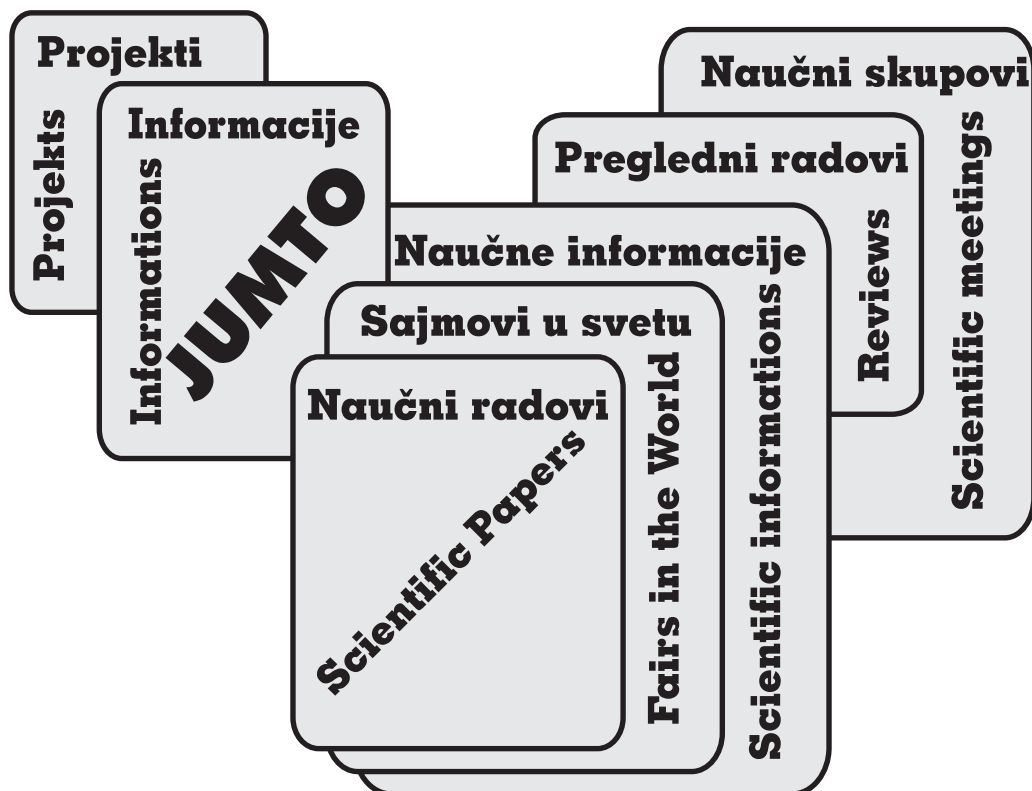 Projekti
Projekts
Informacije
Informations
JUMTO
Naučni skupovi
Scientific meetings
Pregledni radovi
Reviews
Naučne informacije
Scientific informations
Sajmovi u svetu
Fairs in the World
Naučni radovi
Scientific Papers